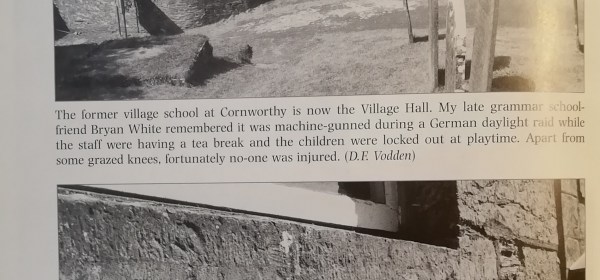 The former village school at Cornworthy is now the Village Hall. My late grammar school-
friend Bryan White remembered it was machine-gunned during a German daylight raid while
the staff were having a tea break and the children were locked out at playtime. Apart from
some grazed knees, fortunately no-one was injured. (D.F. Vodden)